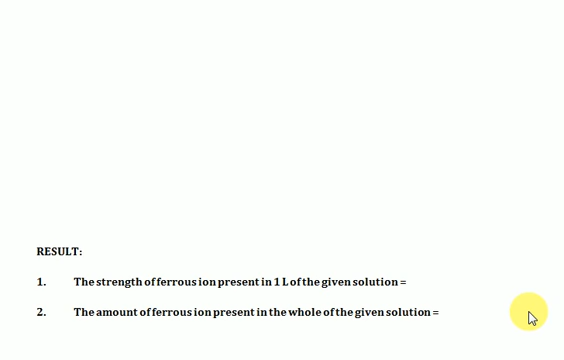 RESULT:
1. The strength of ferrous ion present in 1 L of the given solution =
2. The amount of ferrous ion present in the whole of the given solution =